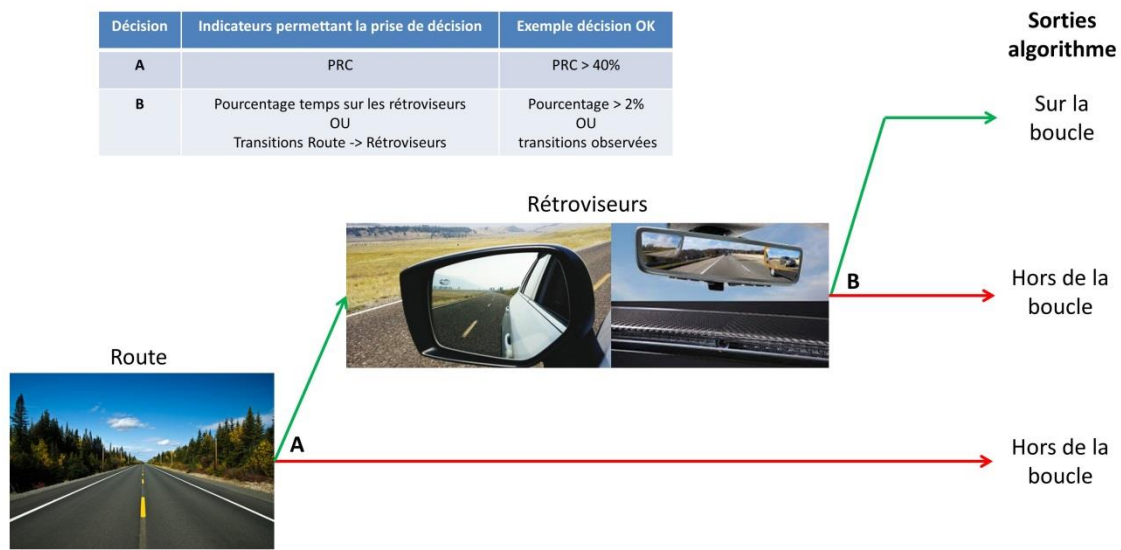 Décision Indicateurs permettant la prise de décision Exemple décision OK
A PRC PRC > 40%
B Pourcentage temps sur les rétroviseurs Pourcentage > 2%
OU OU
Transitions Route -> Rétroviseurs transitions observées
Sorties
algorithme
Sur la
boucle
Rétroviseurs
B
Hors de la
boucle
Route
A
Hors de la
boucle